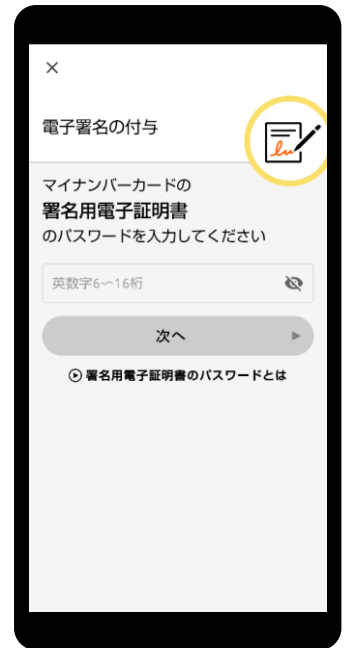 電子署名の付与
マイナンバーカードの
署名用電子証明書
のパスワードを入力してください
英数字6〜16桁
次へ
署名用電子証明書のパスワードとは